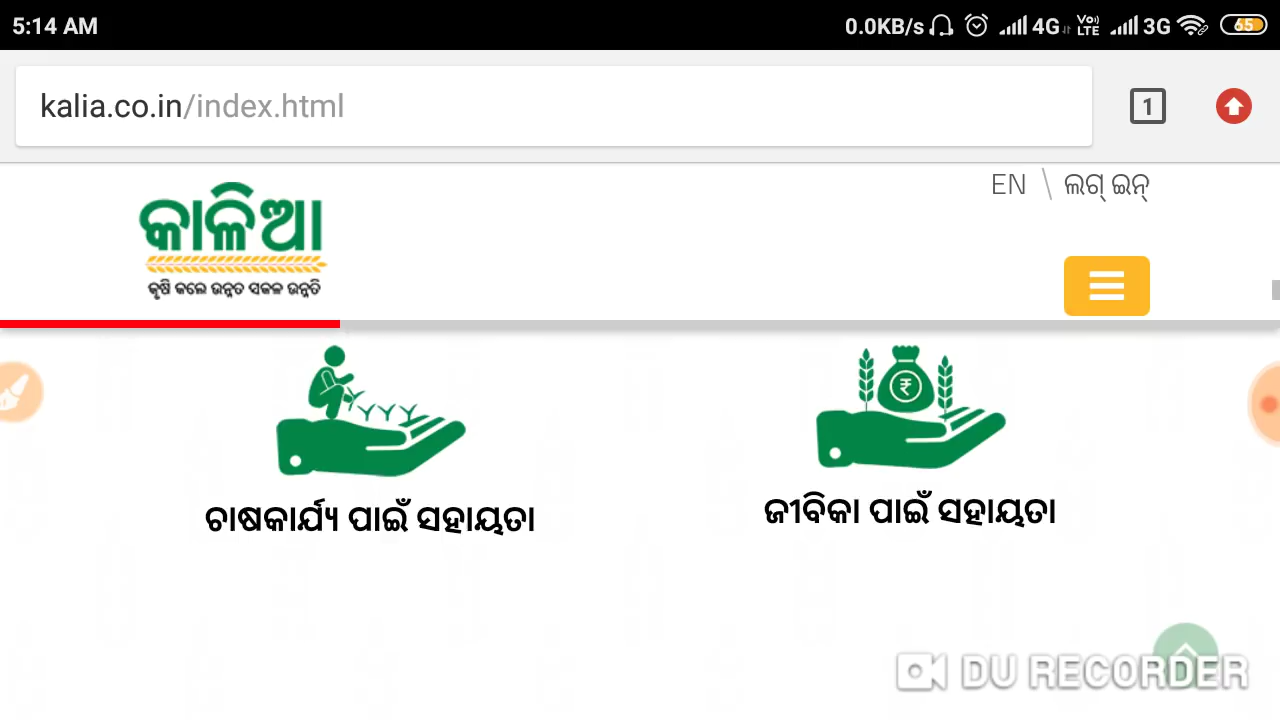 5:14 AM 0.0KB/s 4G VoLTE 3G 65
kalia.co.in/index.html 1
EN \ ଲଗ୍ ଇନ୍
କାଳିଆ
କୃଷି କଲେ ଉନ୍ନତ ସକଳ ଉନ୍ନତି
₹
ଚାଷକାର୍ଯ୍ୟ ପାଇଁ ସହାୟତା
ଜୀବିକା ପାଇଁ ସହାୟତା
DU RECORDER